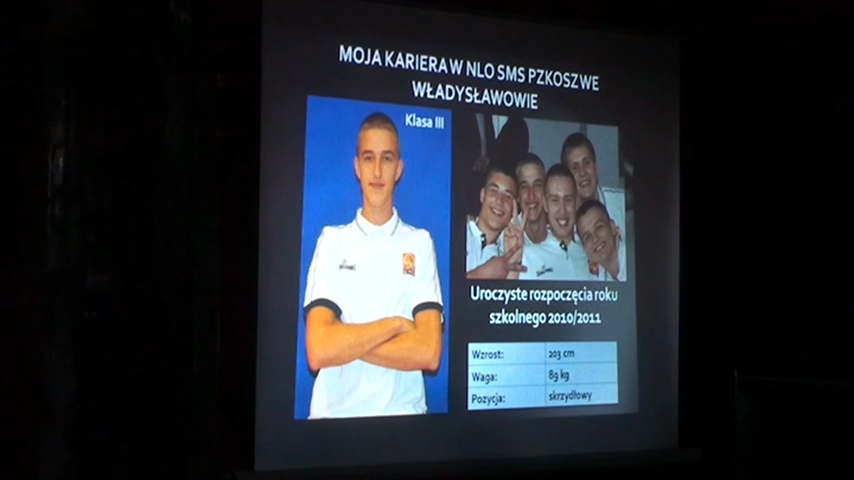 MOJA KARIERA W NLO SMS PZKOSZ WE
WŁADYSŁAWOWIE
Klasa III
Uroczyste rozpoczęcia roku
szkolnego 2010/2011
Wzrost: 203 cm
Waga: 89 kg
Pozycja: skrzydłowy